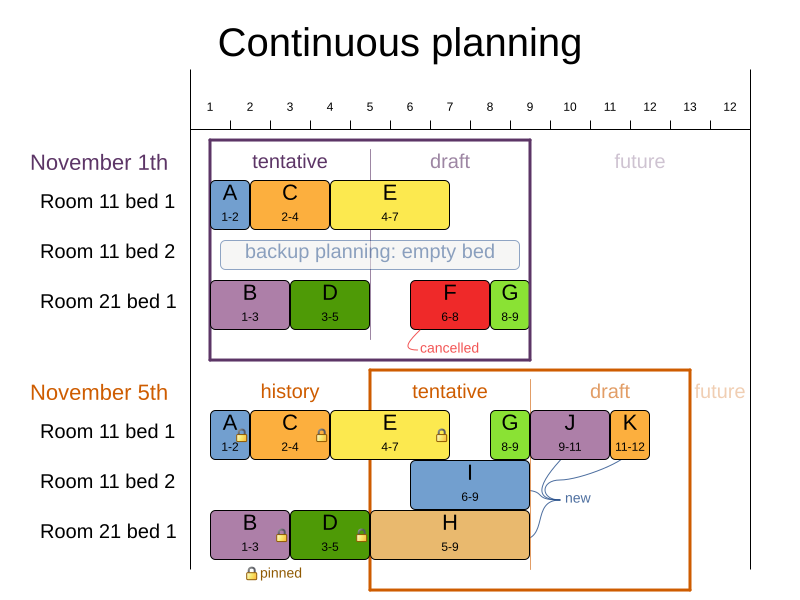 Continuous planning
1 2 3 4 5 6 7 8 9 10 11 12 13 12
November 1th tentative draft future
Room 11 bed 1 A C E
1-2 2-4 4-7
Room 11 bed 2 backup planning: empty bed
Room 21 bed 1 B D F G
1-3 3-5 6-8 8-9
cancelled
November 5th history tentative draft future
Room 11 bed 1 A C E G J K
1-2 2-4 4-7 8-9 9-11 11-12
Room 11 bed 2 I
6-9 new
Room 21 bed 1 B D H
1-3 3-5 5-9
pinned